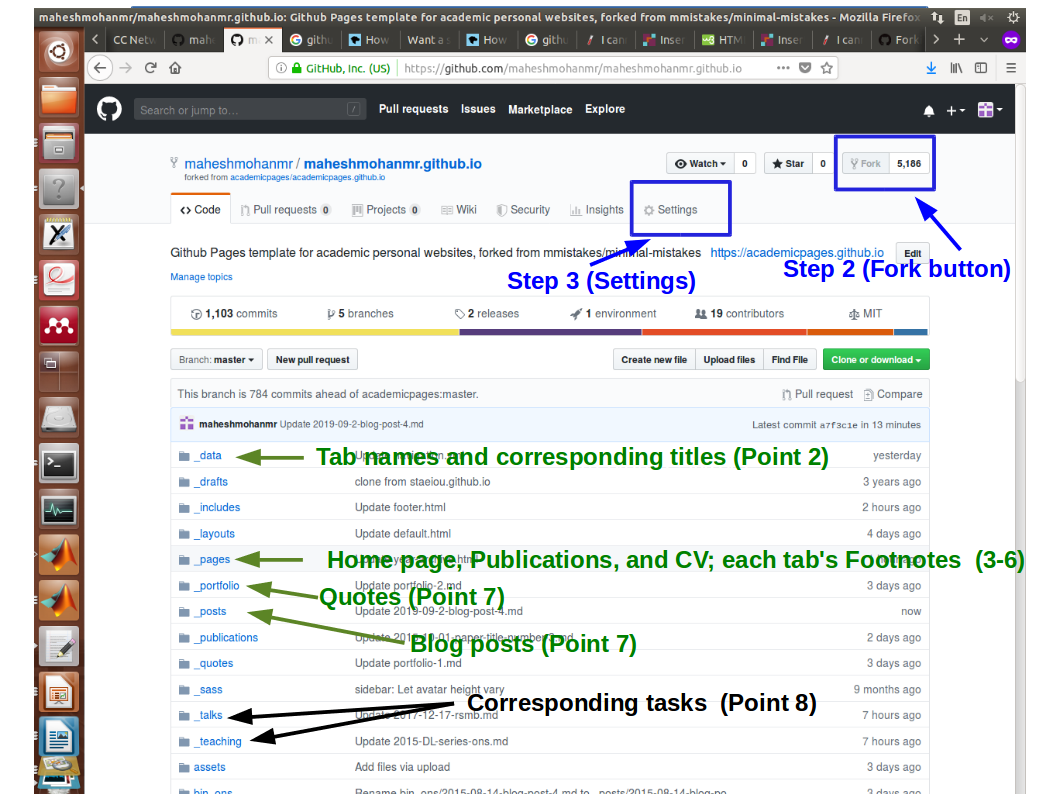 maheshmohanmr/maheshmohanmr.github.io: Github Pages template for academic personal websites, forked from mmistakes/minimal-mistakes - Mozilla Firefox
En
CC Netw
mahe
m
githu
How
Want a s
How
githu
I can
Inser
HTM
Inser
I can
Fork
GitHub, Inc. (US) https://github.com/maheshmohanmr/maheshmohanmr.github.io
Search or jump to… / Pull requests Issues Marketplace Explore
maheshmohanmr / maheshmohanmr.github.io Watch 0 Star 0 Fork 5,186
forked from academicpages/academicpages.github.io
Code Pull requests 0 Projects 0 Wiki Security Insights Settings
Github Pages template for academic personal websites, forked from mmistakes/minimal-mistakes https://academicpages.github.io Edit
Step 2 (Fork button)
Step 3 (Settings)
Manage topics
1,103 commits 5 branches 2 releases 1 environment 19 contributors MIT
Branch: master New pull request Create new file Upload files Find File Clone or download
This branch is 784 commits ahead of academicpages:master. Pull request Compare
maheshmohanmr Update 2019-09-2-blog-post-4.md Latest commit a7f3c1e in 13 minutes
_data yesterday
Tab names and corresponding titles (Point 2)
_drafts clone from staeiou.github.io 3 years ago
_includes Update footer.html 2 hours ago
_layouts Update default.html 4 days ago
_pages
Home page, Publications, and CV; each tab's Footnotes (3-6)
_portfolio Update portfolio-2.md 3 days ago
Quotes (Point 7)
_posts Update 2019-09-2-blog-post-4.md now
_publications Update 2010-10-01-paper-title-number-3.md 2 days ago
Blog posts (Point 7)
_quotes Update portfolio-1.md 3 days ago
_sass sidebar: Let avatar height vary 9 months ago
Corresponding tasks (Point 8)
_talks Update 2017-12-17-rsmb.md 7 hours ago
_teaching Update 2015-DL-series-ons.md 7 hours ago
assets Add files via upload 3 days ago
bin_ons Rename bin_ons/2015-08-14-blog-post-4.md to _posts/2015-08-14-blog-po… 3 days ago